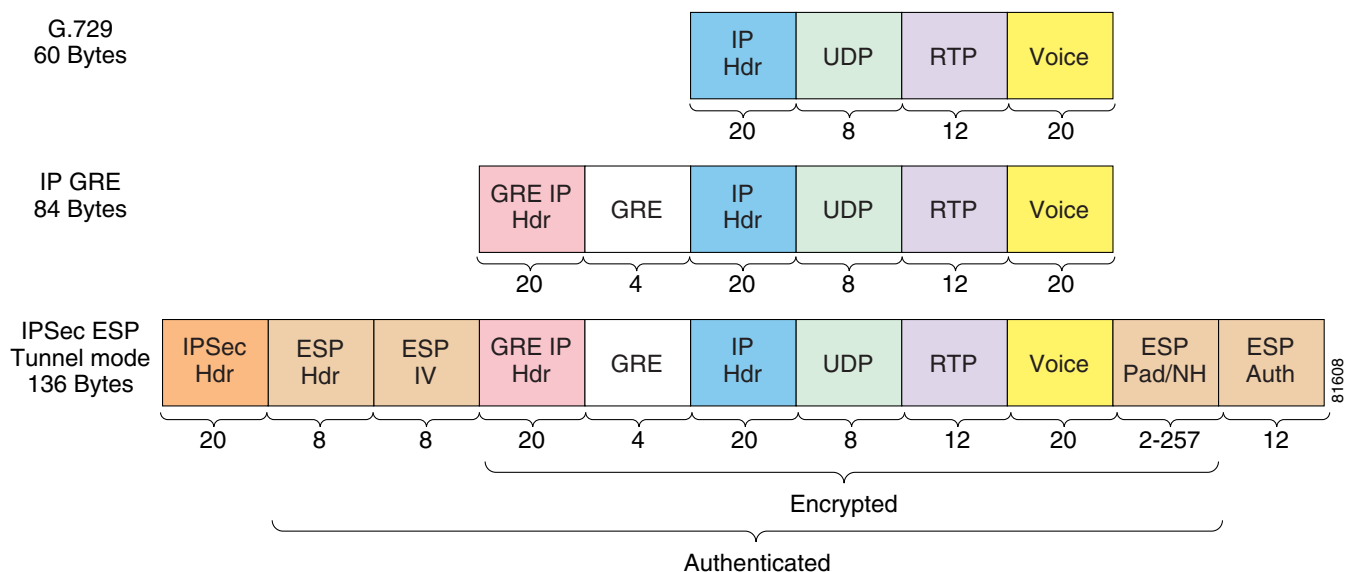 G.729
60 Bytes
IP
Hdr
UDP
RTP
Voice
20
8
12
20
IP GRE
84 Bytes
GRE IP
Hdr
GRE
IP
Hdr
UDP
RTP
Voice
20
4
20
8
12
20
IPSec ESP
Tunnel mode
136 Bytes
IPSec
Hdr
ESP
Hdr
ESP
IV
GRE IP
Hdr
GRE
IP
Hdr
UDP
RTP
Voice
ESP
Pad/NH
ESP
Auth
81608
20
8
8
20
4
20
8
12
20
2-257
12
Encrypted
Authenticated